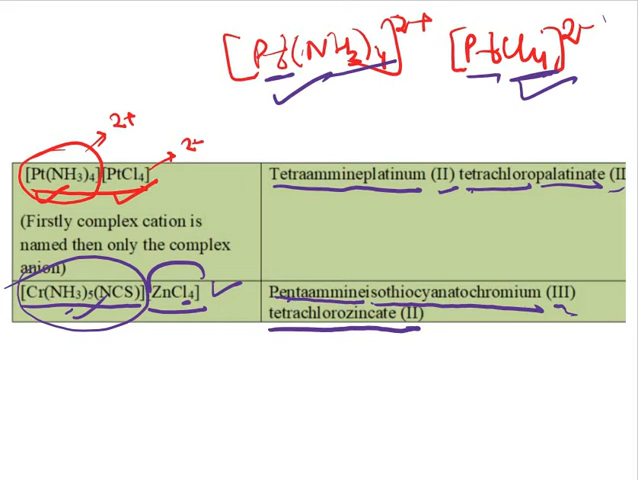 [Pt(NH3)4]2+ [PtCl4]2-
2+
2-
[Pt(NH3)4][PtCl4]
Tetraammineplatinum (II) tetrachloropalatinate (II
(Firstly complex cation is
named then only the complex
anion)
[Cr(NH3)5(NCS)][ZnCl4]
Pentaammineisothiocyanatochromium (III)
tetrachlorozincate (II)